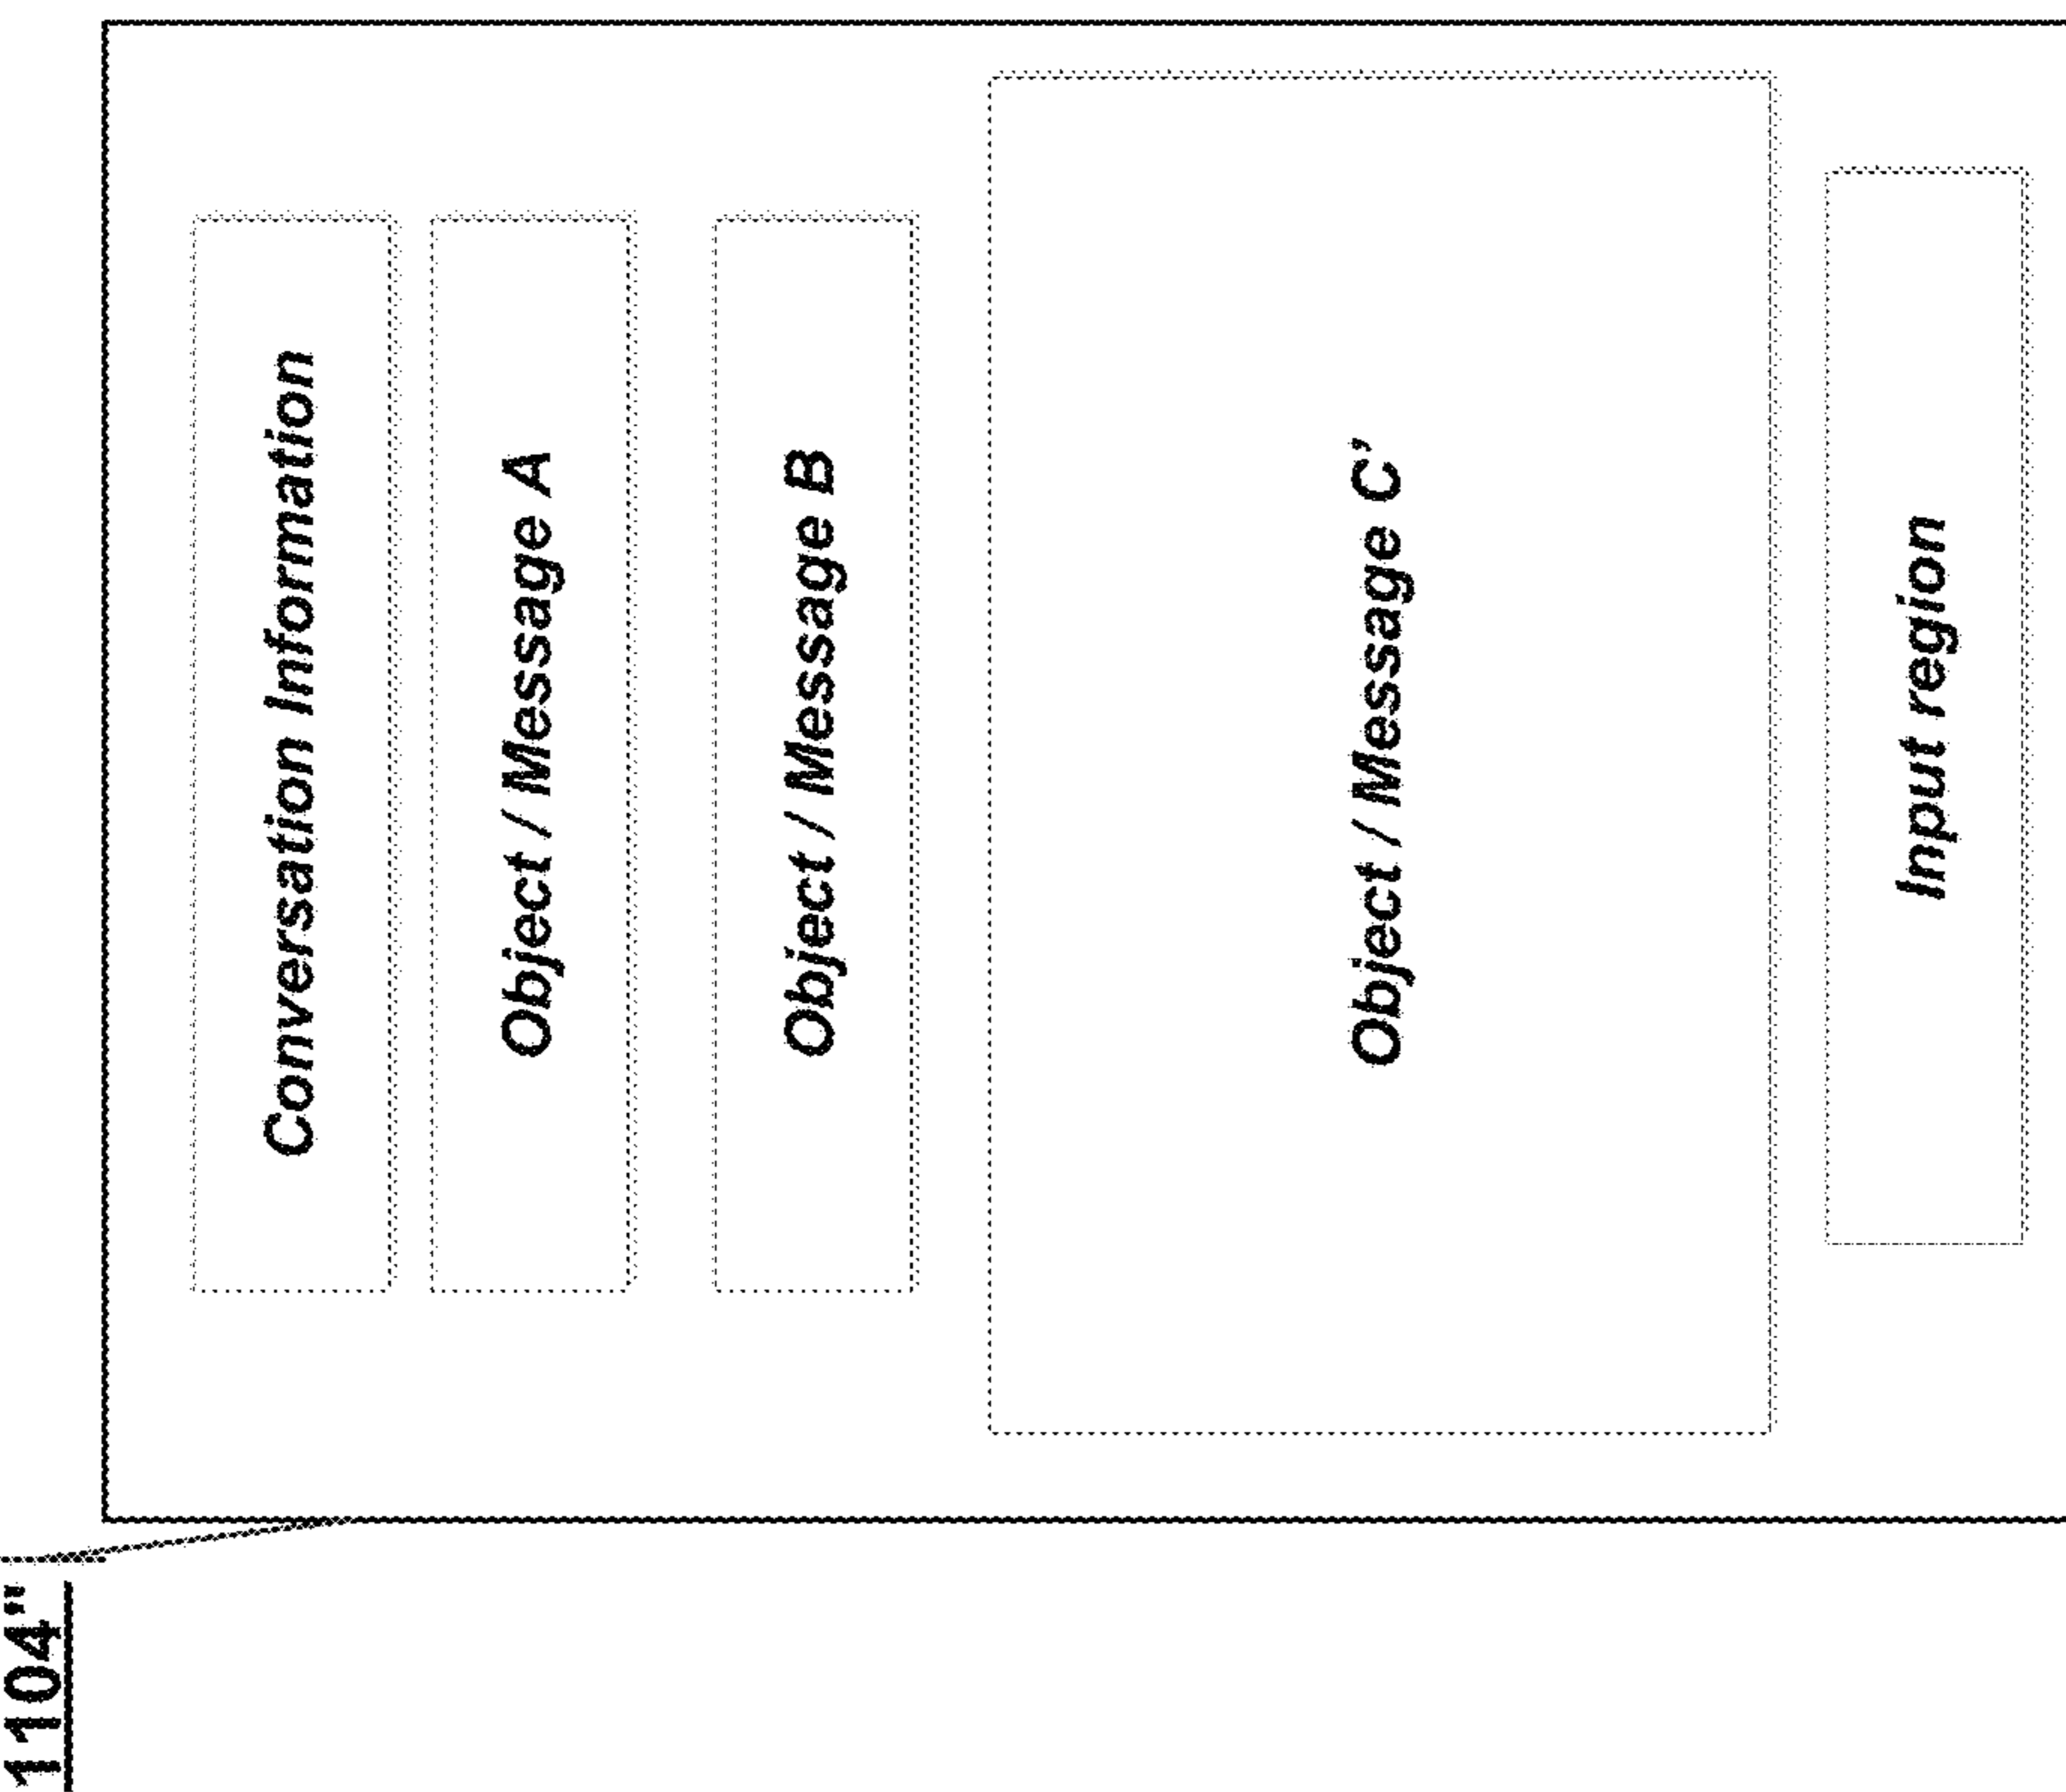 Conversation Information
Object / Message A
Object / Message B
Object / Message C’
Input region
1104"